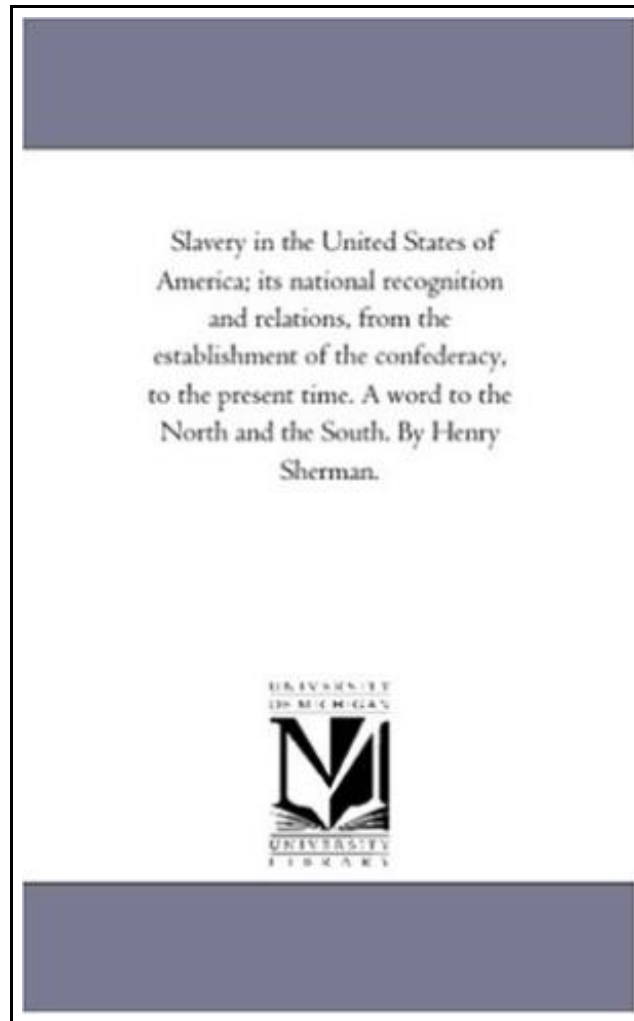 Slavery in the United States of
America; its national recognition
and relations, from the
establishment of the confederacy,
to the present time. A word to the
North and the South. By Henry
Sherman.
UNIVERSITY
OF MICHIGAN
UNIVERSITY
LIBRARY